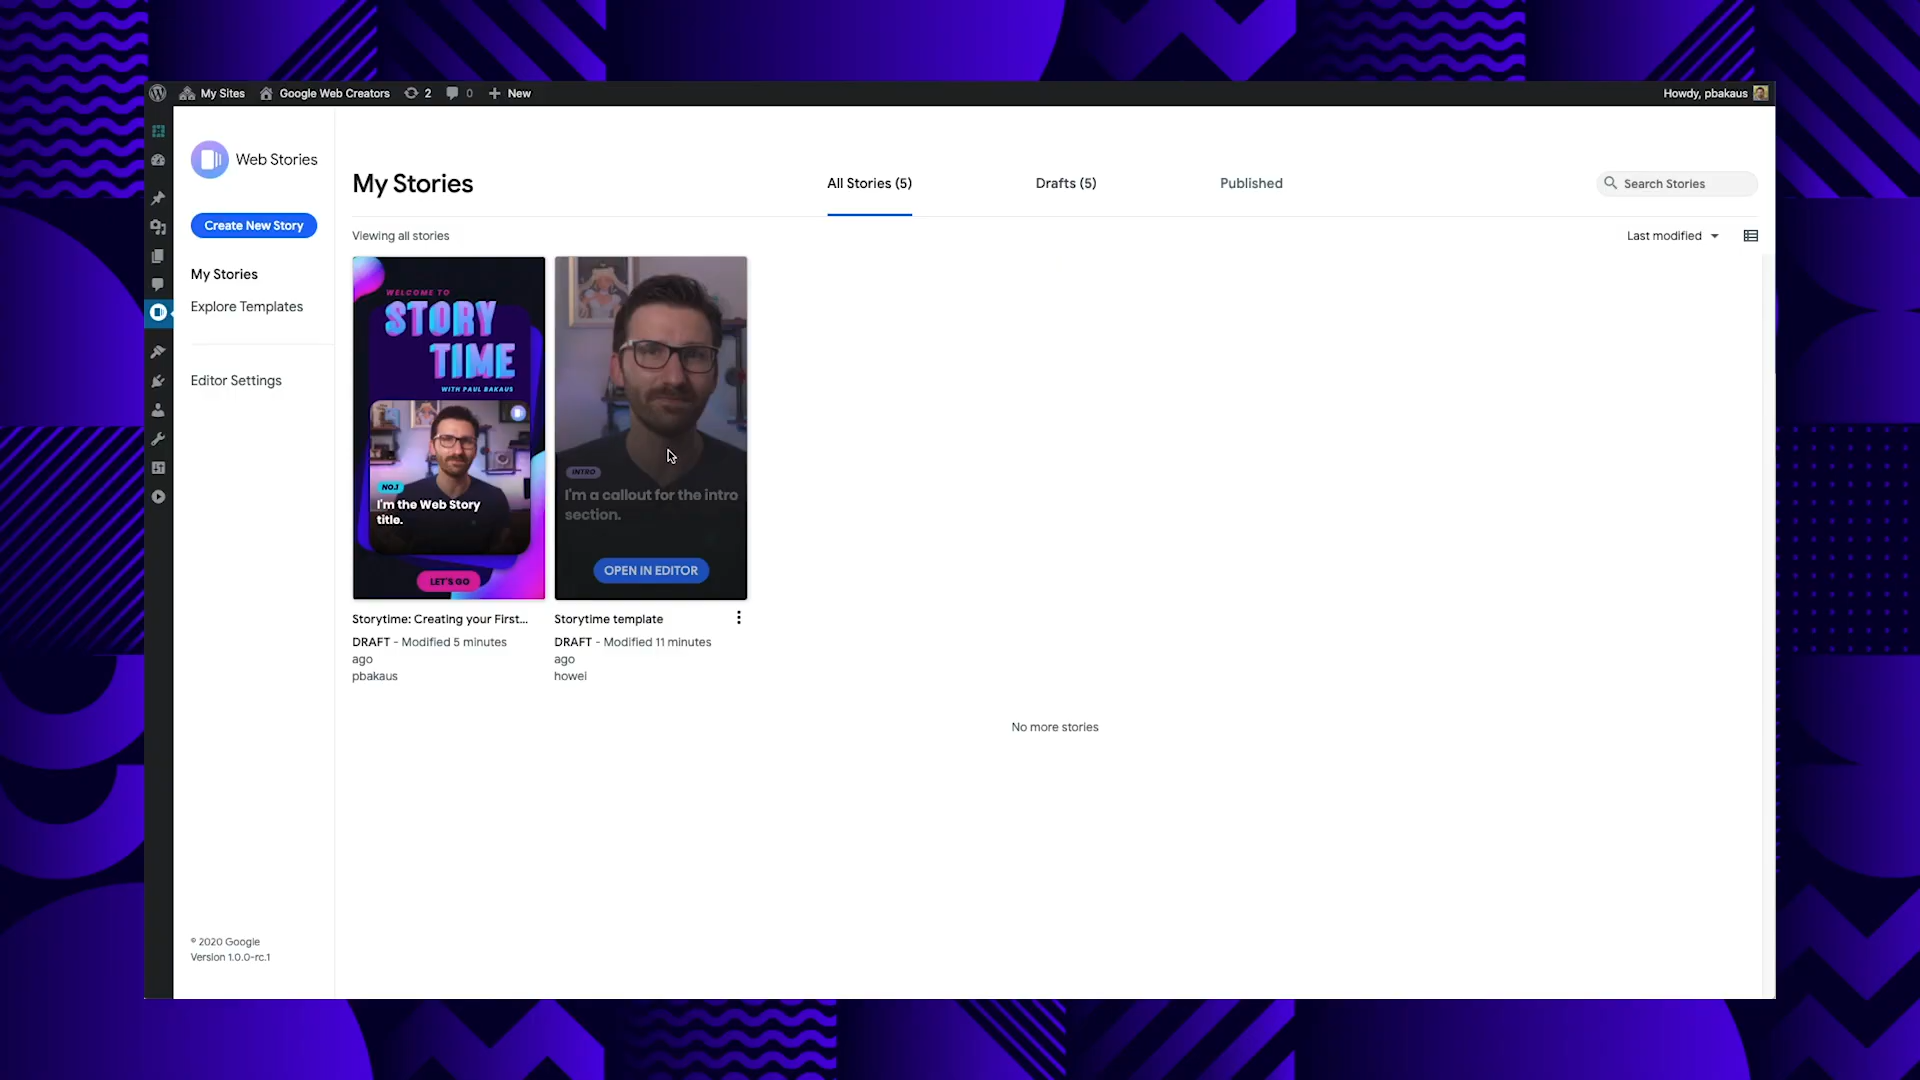 My Sites
Google Web Creators
2
0
New
Howdy, pbakaus
Web Stories
Create New Story
My Stories
Explore Templates
Editor Settings
© 2020 Google
Version 1.0.0-rc.1
My Stories
All Stories (5)
Drafts (5)
Published
Search Stories
Viewing all stories
Last modified
WELCOME TO
STORY
TIME
WITH PAUL BAKAUS
NO.1
I'm the Web Story
title.
LET'S GO
INTRO
I'm a callout for the intro
section.
OPEN IN EDITOR
Storytime: Creating your First...
DRAFT - Modified 5 minutes
ago
pbakaus
Storytime template
DRAFT - Modified 11 minutes
ago
howel
No more stories